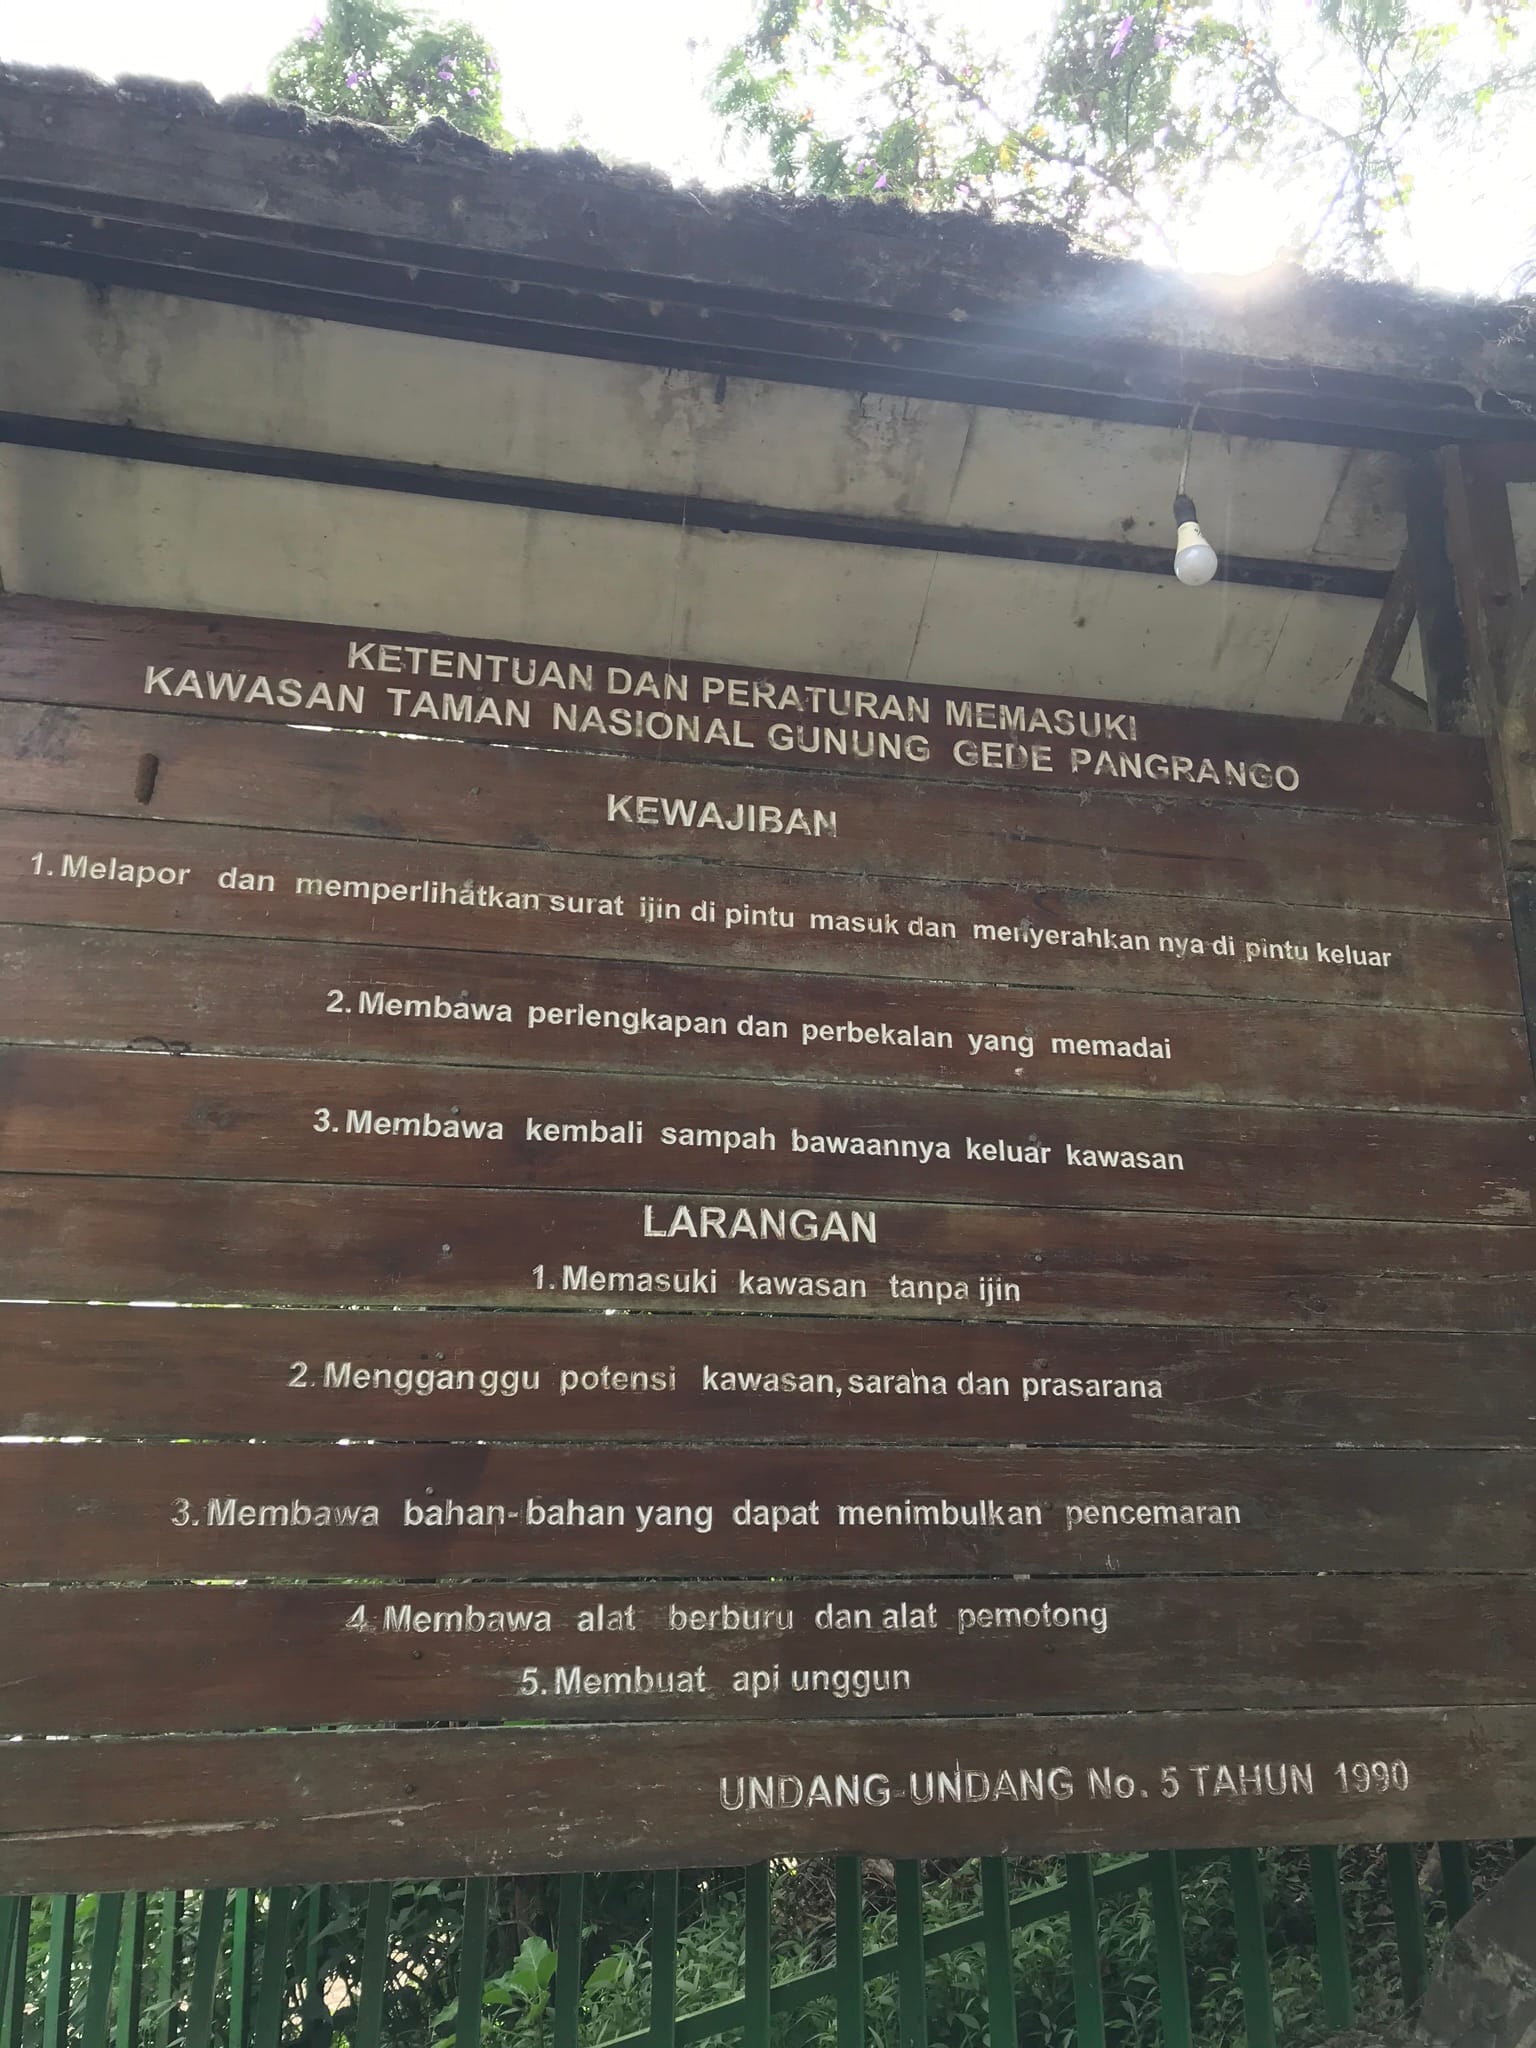 KETENTUAN DAN PERATURAN MEMASUKI
KAWASAN TAMAN NASIONAL GUNUNG GEDE PANGRANGO
KEWAJIBAN
1. Melapor dan memperlihatkan surat ijin di pintu masuk dan menyerahkan nya di pintu keluar
2. Membawa perlengkapan dan perbekalan yang memadai
3. Membawa kembali sampah bawaannya keluar kawasan
LARANGAN
1. Memasuki kawasan tanpa ijin
2. Mengganggu potensi kawasan, sarana dan prasarana
3. Membawa bahan-bahan yang dapat menimbulkan pencemaran
4. Membawa alat berburu dan alat pemotong
5. Membuat api unggun
UNDANG-UNDANG No. 5 TAHUN 1990